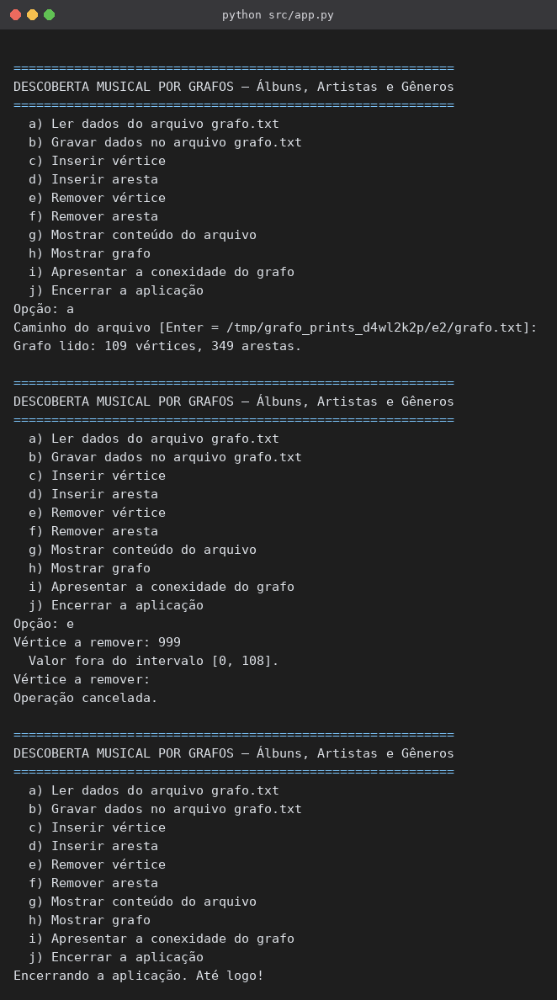 python src/app.py
==========================================================
DESCOBERTA MUSICAL POR GRAFOS — Álbuns, Artistas e Gêneros
==========================================================
  a) Ler dados do arquivo grafo.txt
  b) Gravar dados no arquivo grafo.txt
  c) Inserir vértice
  d) Inserir aresta
  e) Remover vértice
  f) Remover aresta
  g) Mostrar conteúdo do arquivo
  h) Mostrar grafo
  i) Apresentar a conexidade do grafo
  j) Encerrar a aplicação
Opção: a
Caminho do arquivo [Enter = /tmp/grafo_prints_d4wl2k2p/e2/grafo.txt]:
Grafo lido: 109 vértices, 349 arestas.
==========================================================
DESCOBERTA MUSICAL POR GRAFOS — Álbuns, Artistas e Gêneros
==========================================================
  a) Ler dados do arquivo grafo.txt
  b) Gravar dados no arquivo grafo.txt
  c) Inserir vértice
  d) Inserir aresta
  e) Remover vértice
  f) Remover aresta
  g) Mostrar conteúdo do arquivo
  h) Mostrar grafo
  i) Apresentar a conexidade do grafo
  j) Encerrar a aplicação
Opção: e
Vértice a remover: 999
  Valor fora do intervalo [0, 108].
Vértice a remover:
Operação cancelada.
==========================================================
DESCOBERTA MUSICAL POR GRAFOS — Álbuns, Artistas e Gêneros
==========================================================
  a) Ler dados do arquivo grafo.txt
  b) Gravar dados no arquivo grafo.txt
  c) Inserir vértice
  d) Inserir aresta
  e) Remover vértice
  f) Remover aresta
  g) Mostrar conteúdo do arquivo
  h) Mostrar grafo
  i) Apresentar a conexidade do grafo
  j) Encerrar a aplicação
Encerrando a aplicação. Até logo!